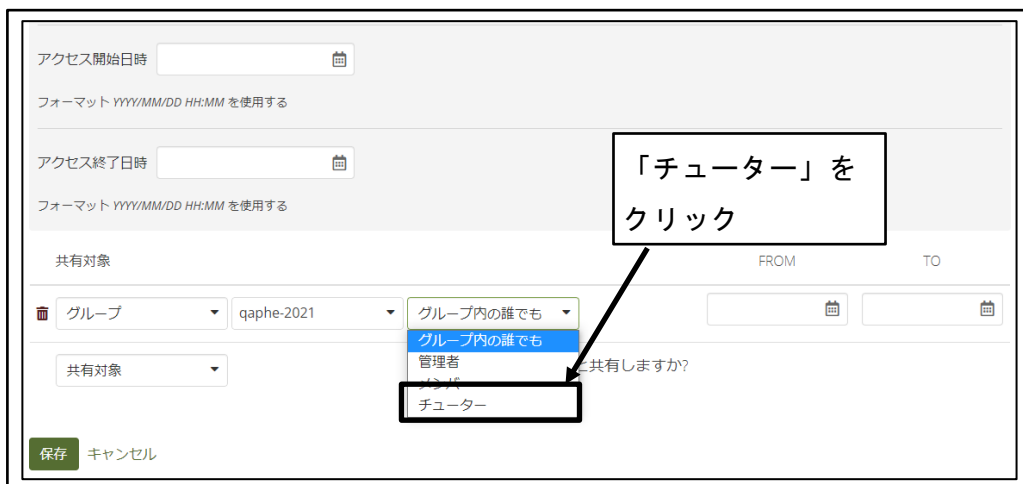 アクセス開始日時
フォーマット YYYY/MM/DD HH:MM を使用する
アクセス終了日時
フォーマット YYYY/MM/DD HH:MM を使用する
「チューター」を
クリック
共有対象 FROM TO
グループ qaphe-2021 グループ内の誰でも
グループ内の誰でも
管理者
メンバ
チューター
共有対象 と共有しますか?
保存 キャンセル